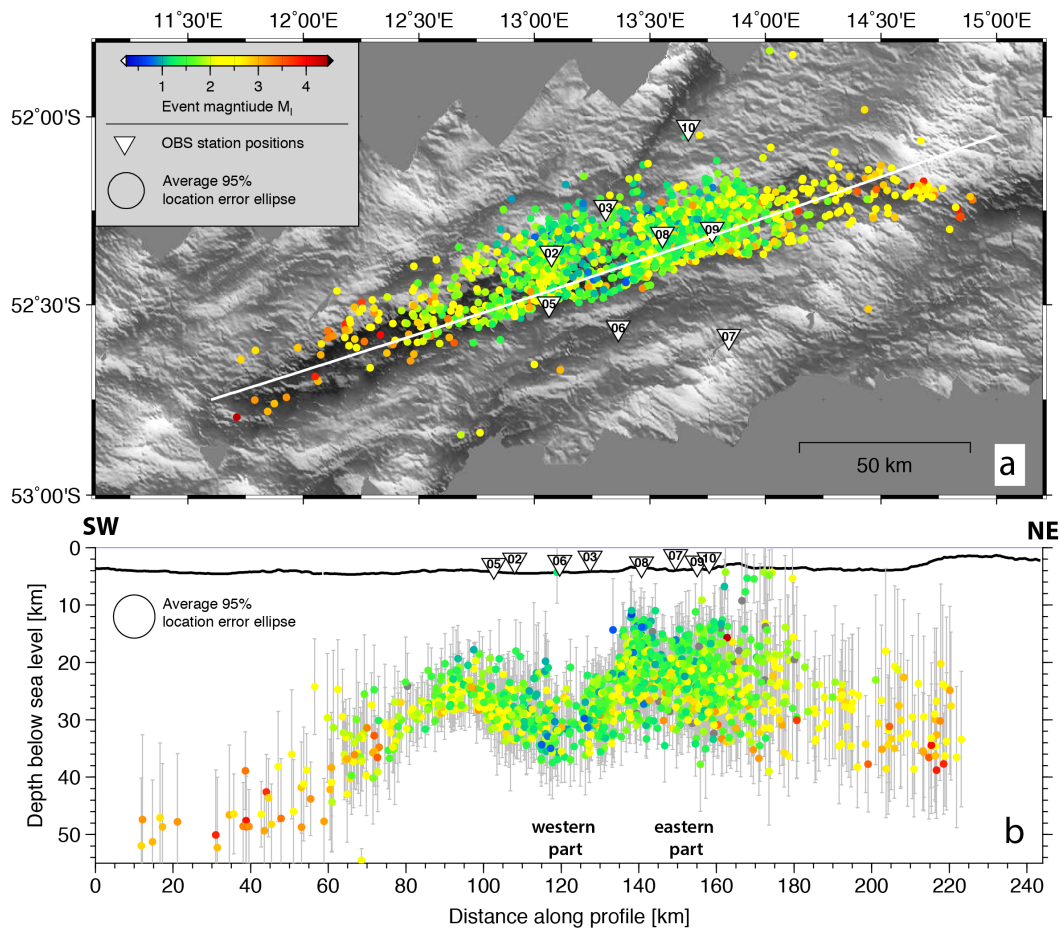 11°30'E 12°00'E 12°30'E 13°00'E 13°30'E 14°00'E 14°30'E 15°00'E
1 2 3 4
Event magntiude Ml
OBS station positions
Average 95%
location error ellipse
52°00'S
52°30'S
53°00'S
10
03
08
09
02
05
06
07
50 km
a
SW
NE
05 02 06 03 08 07 09 10
Average 95%
location error ellipse
0
10
20
30
40
50
Depth below sea level [km]
western
part
eastern
part
b
0 20 40 60 80 100 120 140 160 180 200 220 240
Distance along profile [km]